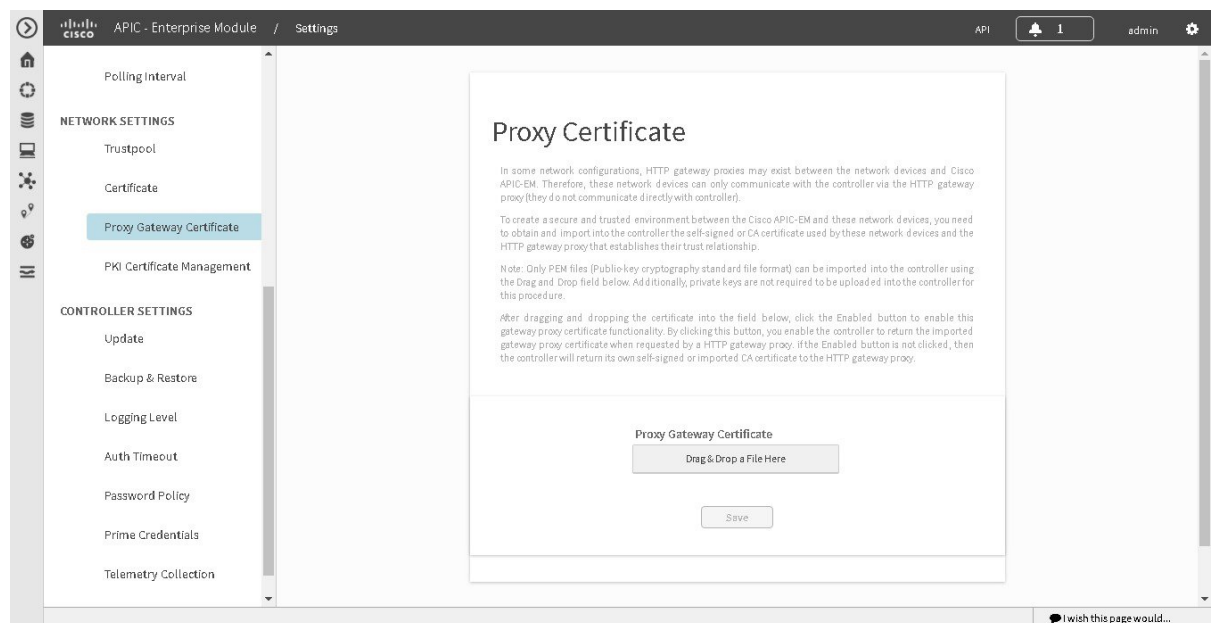 CISCO APIC - Enterprise Module / Settings API 1 admin
Polling Interval
NETWORK SETTINGS
Trustpool
Certificate
Proxy Gateway Certificate
PKI Certificate Management
CONTROLLER SETTINGS
Update
Backup & Restore
Logging Level
Auth Timeout
Password Policy
Prime Credentials
Telemetry Collection
Proxy Certificate
In some network configurations, HTTP gateway proxies may exist between the network devices and Cisco
APIC-EM. Therefore, these network devices can only communicate with the controller via the HTTP gateway
proxy (they do not communicate directly with controller).
To create a secure and trusted environment between the Cisco APIC-EM and these network devices, you need
to obtain and import into the controller the self-signed or CA certificate used by these network devices and the
HTTP gateway proxy that establishes their trust relationship.
Note: Only PEM files (Public-key cryptography standard file format) can be imported into the controller using
the Drag and Drop field below. Additionally, private keys are not required to be uploaded into the controller for
this procedure.
After dragging and dropping the certificate into the field below, click the Enabled button to enable this
gateway proxy certificate functionality. By clicking this button, you enable the controller to return the imported
gateway proxy certificate when requested by a HTTP gateway proxy. if the Enabled button is not clicked, then
the controller will return its own self-signed or imported CA certificate to the HTTP gateway proxy.
Proxy Gateway Certificate
Drag & Drop a File Here
Save
I wish this page would...